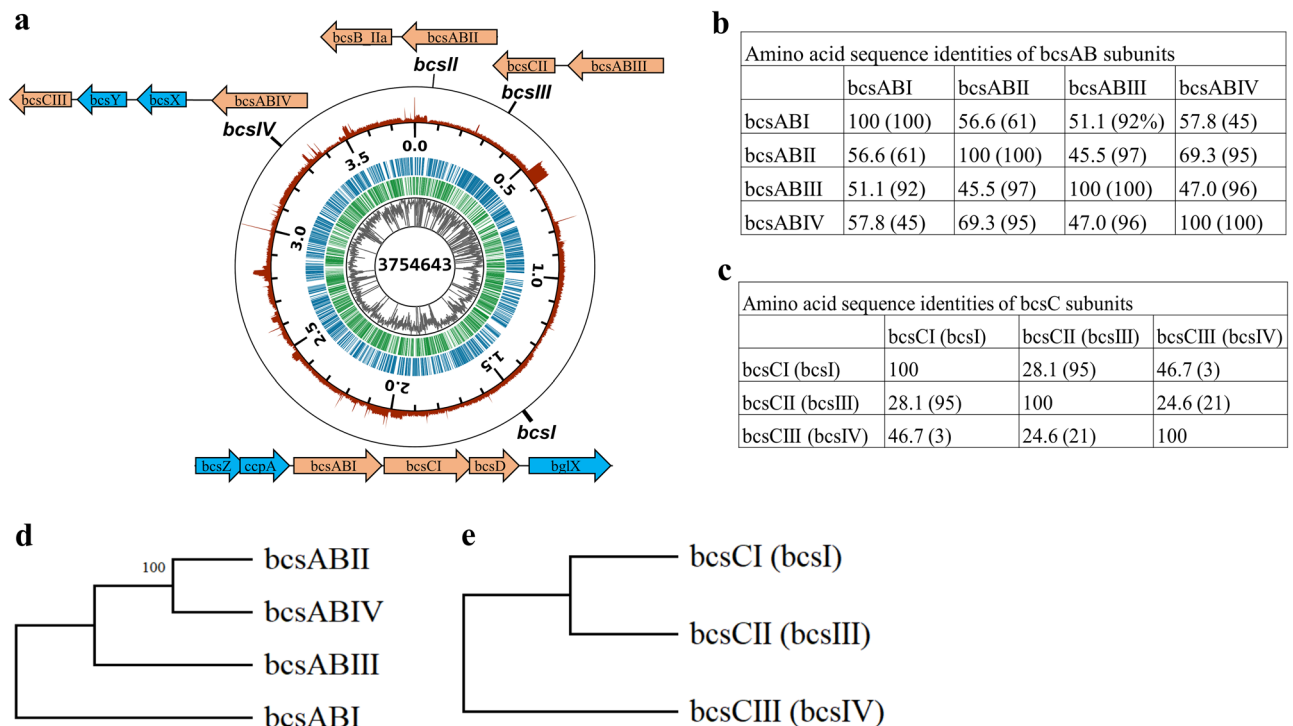 a
bcsB_IIa bcsABII
bcsII
bcsCII bcsABIII
bcsIII
bcsCIII bcsY bcsX bcsABIV
bcsIV
0.0
0.5
1.0
1.5
2.0
2.5
3.0
3.5
3754643
bcsI
bcsZ ccpA bcsABI bcsCI bcsD bglX
b
Amino acid sequence identities of bcsAB subunits
bcsABI bcsABII bcsABIII bcsABIV
bcsABI 100 (100) 56.6 (61) 51.1 (92%) 57.8 (45)
bcsABII 56.6 (61) 100 (100) 45.5 (97) 69.3 (95)
bcsABIII 51.1 (92) 45.5 (97) 100 (100) 47.0 (96)
bcsABIV 57.8 (45) 69.3 (95) 47.0 (96) 100 (100)
c
Amino acid sequence identities of bcsC subunits
bcsCI (bcsI) bcsCII (bcsIII) bcsCIII (bcsIV)
bcsCI (bcsI) 100 28.1 (95) 46.7 (3)
bcsCII (bcsIII) 28.1 (95) 100 24.6 (21)
bcsCIII (bcsIV) 46.7 (3) 24.6 (21) 100
d
100
bcsABII
bcsABIV
bcsABIII
bcsABI
e
bcsCI (bcsI)
bcsCII (bcsIII)
bcsCIII (bcsIV)